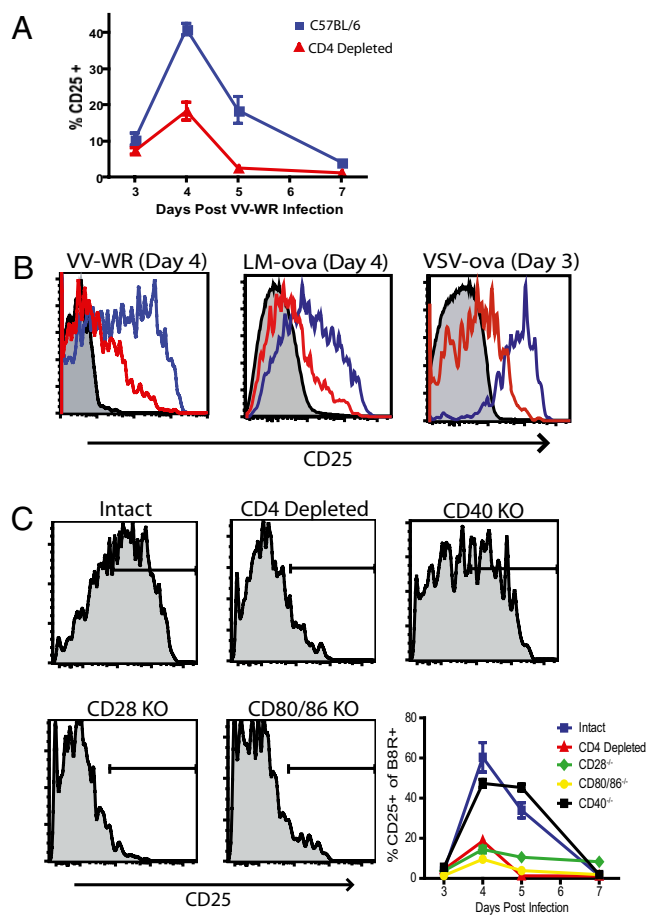 A
C57BL/6
CD4 Depleted
% CD25 +
40
30
20
10
0
3 4 5 6 7
Days Post VV-WR Infection
B
VV-WR (Day 4) LM-ova (Day 4) VSV-ova (Day 3)
CD25
C
Intact CD4 Depleted CD40 KO
CD28 KO CD80/86 KO
CD25
% CD25+ of B8R+
80
60
40
20
0
3 4 5 6 7
Days Post Infection
Intact
CD4 Depleted
CD28-/-
CD80/86-/-
CD40-/-